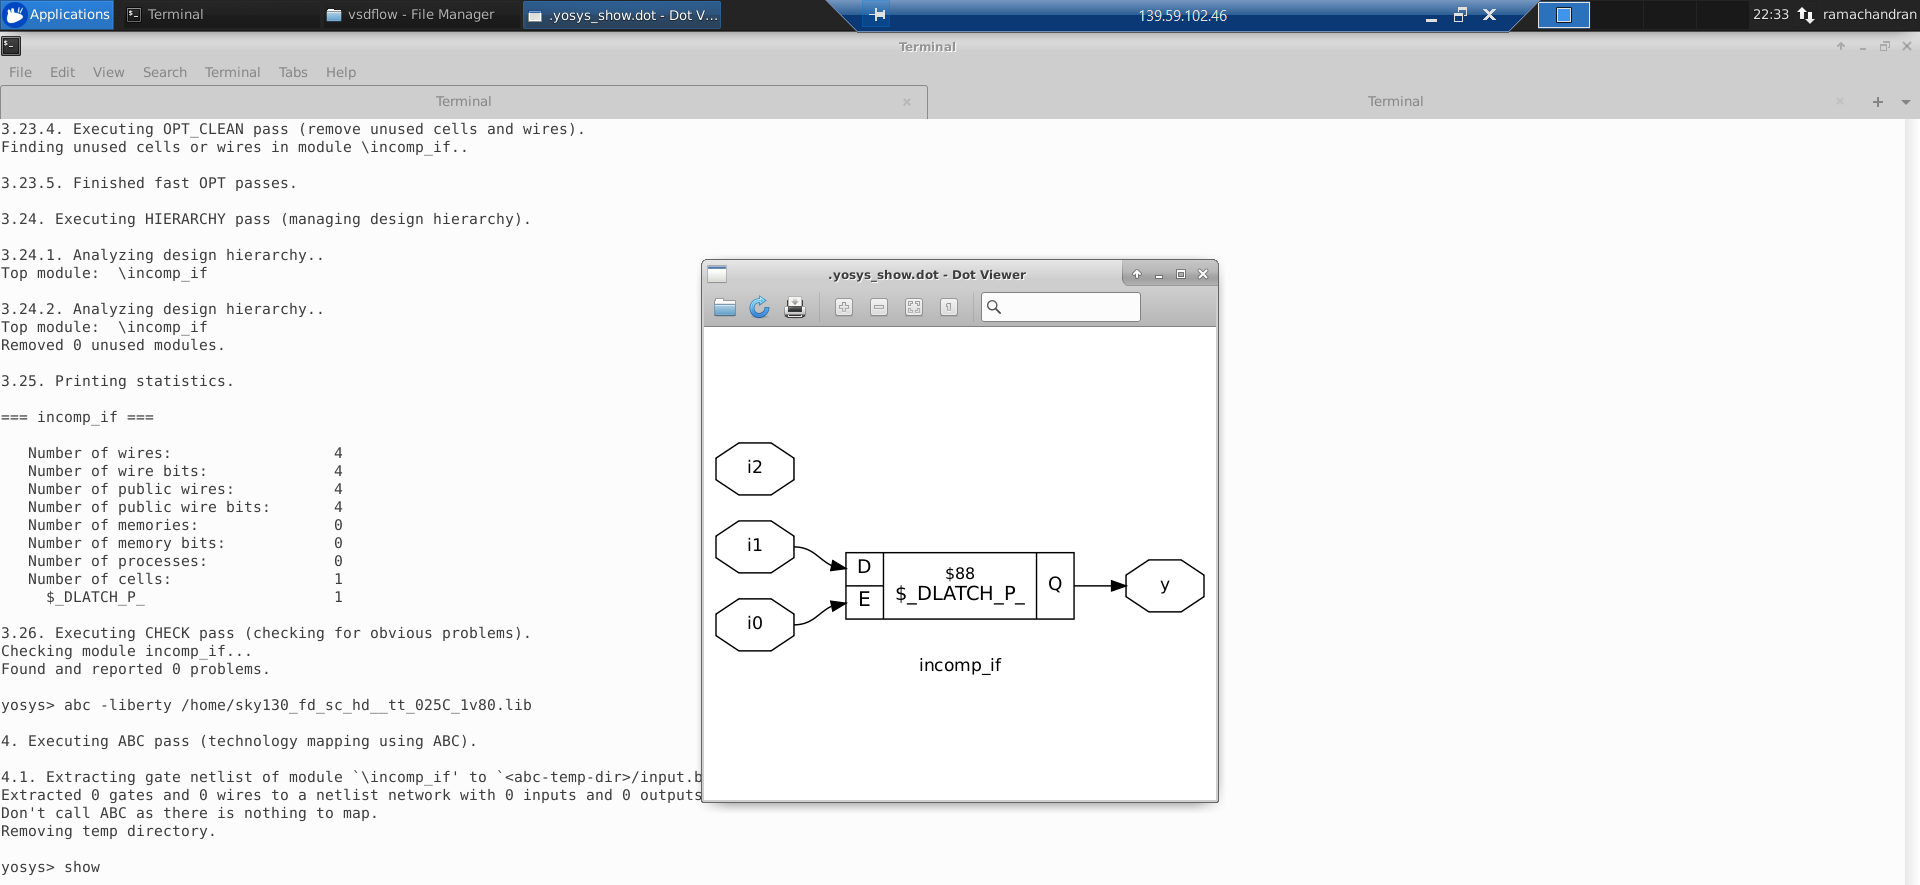 Applications
Terminal
vsdflow - File Manager
.yosys_show.dot - Dot V...
139.59.102.46
22:33
ramachandran
Terminal
File Edit View Search Terminal Tabs Help
Terminal
Terminal
3.23.4. Executing OPT_CLEAN pass (remove unused cells and wires).
Finding unused cells or wires in module \incomp_if..
3.23.5. Finished fast OPT passes.
3.24. Executing HIERARCHY pass (managing design hierarchy).
3.24.1. Analyzing design hierarchy..
Top module:  \incomp_if
3.24.2. Analyzing design hierarchy..
Top module:  \incomp_if
Removed 0 unused modules.
3.25. Printing statistics.
=== incomp_if ===
Number of wires: 4
Number of wire bits: 4
Number of public wires: 4
Number of public wire bits: 4
Number of memories: 0
Number of memory bits: 0
Number of processes: 0
Number of cells: 1
$_DLATCH_P_ 1
3.26. Executing CHECK pass (checking for obvious problems).
Checking module incomp_if...
Found and reported 0 problems.
yosys> abc -liberty /home/sky130_fd_sc_hd__tt_025C_1v80.lib
4. Executing ABC pass (technology mapping using ABC).
4.1. Extracting gate netlist of module `\incomp_if' to `<abc-temp-dir>/input.b
Extracted 0 gates and 0 wires to a netlist network with 0 inputs and 0 outputs
Don't call ABC as there is nothing to map.
Removing temp directory.
yosys> show
.yosys_show.dot - Dot Viewer
i2
i1
i0
D
E
$88
$_DLATCH_P_
Q
y
incomp_if